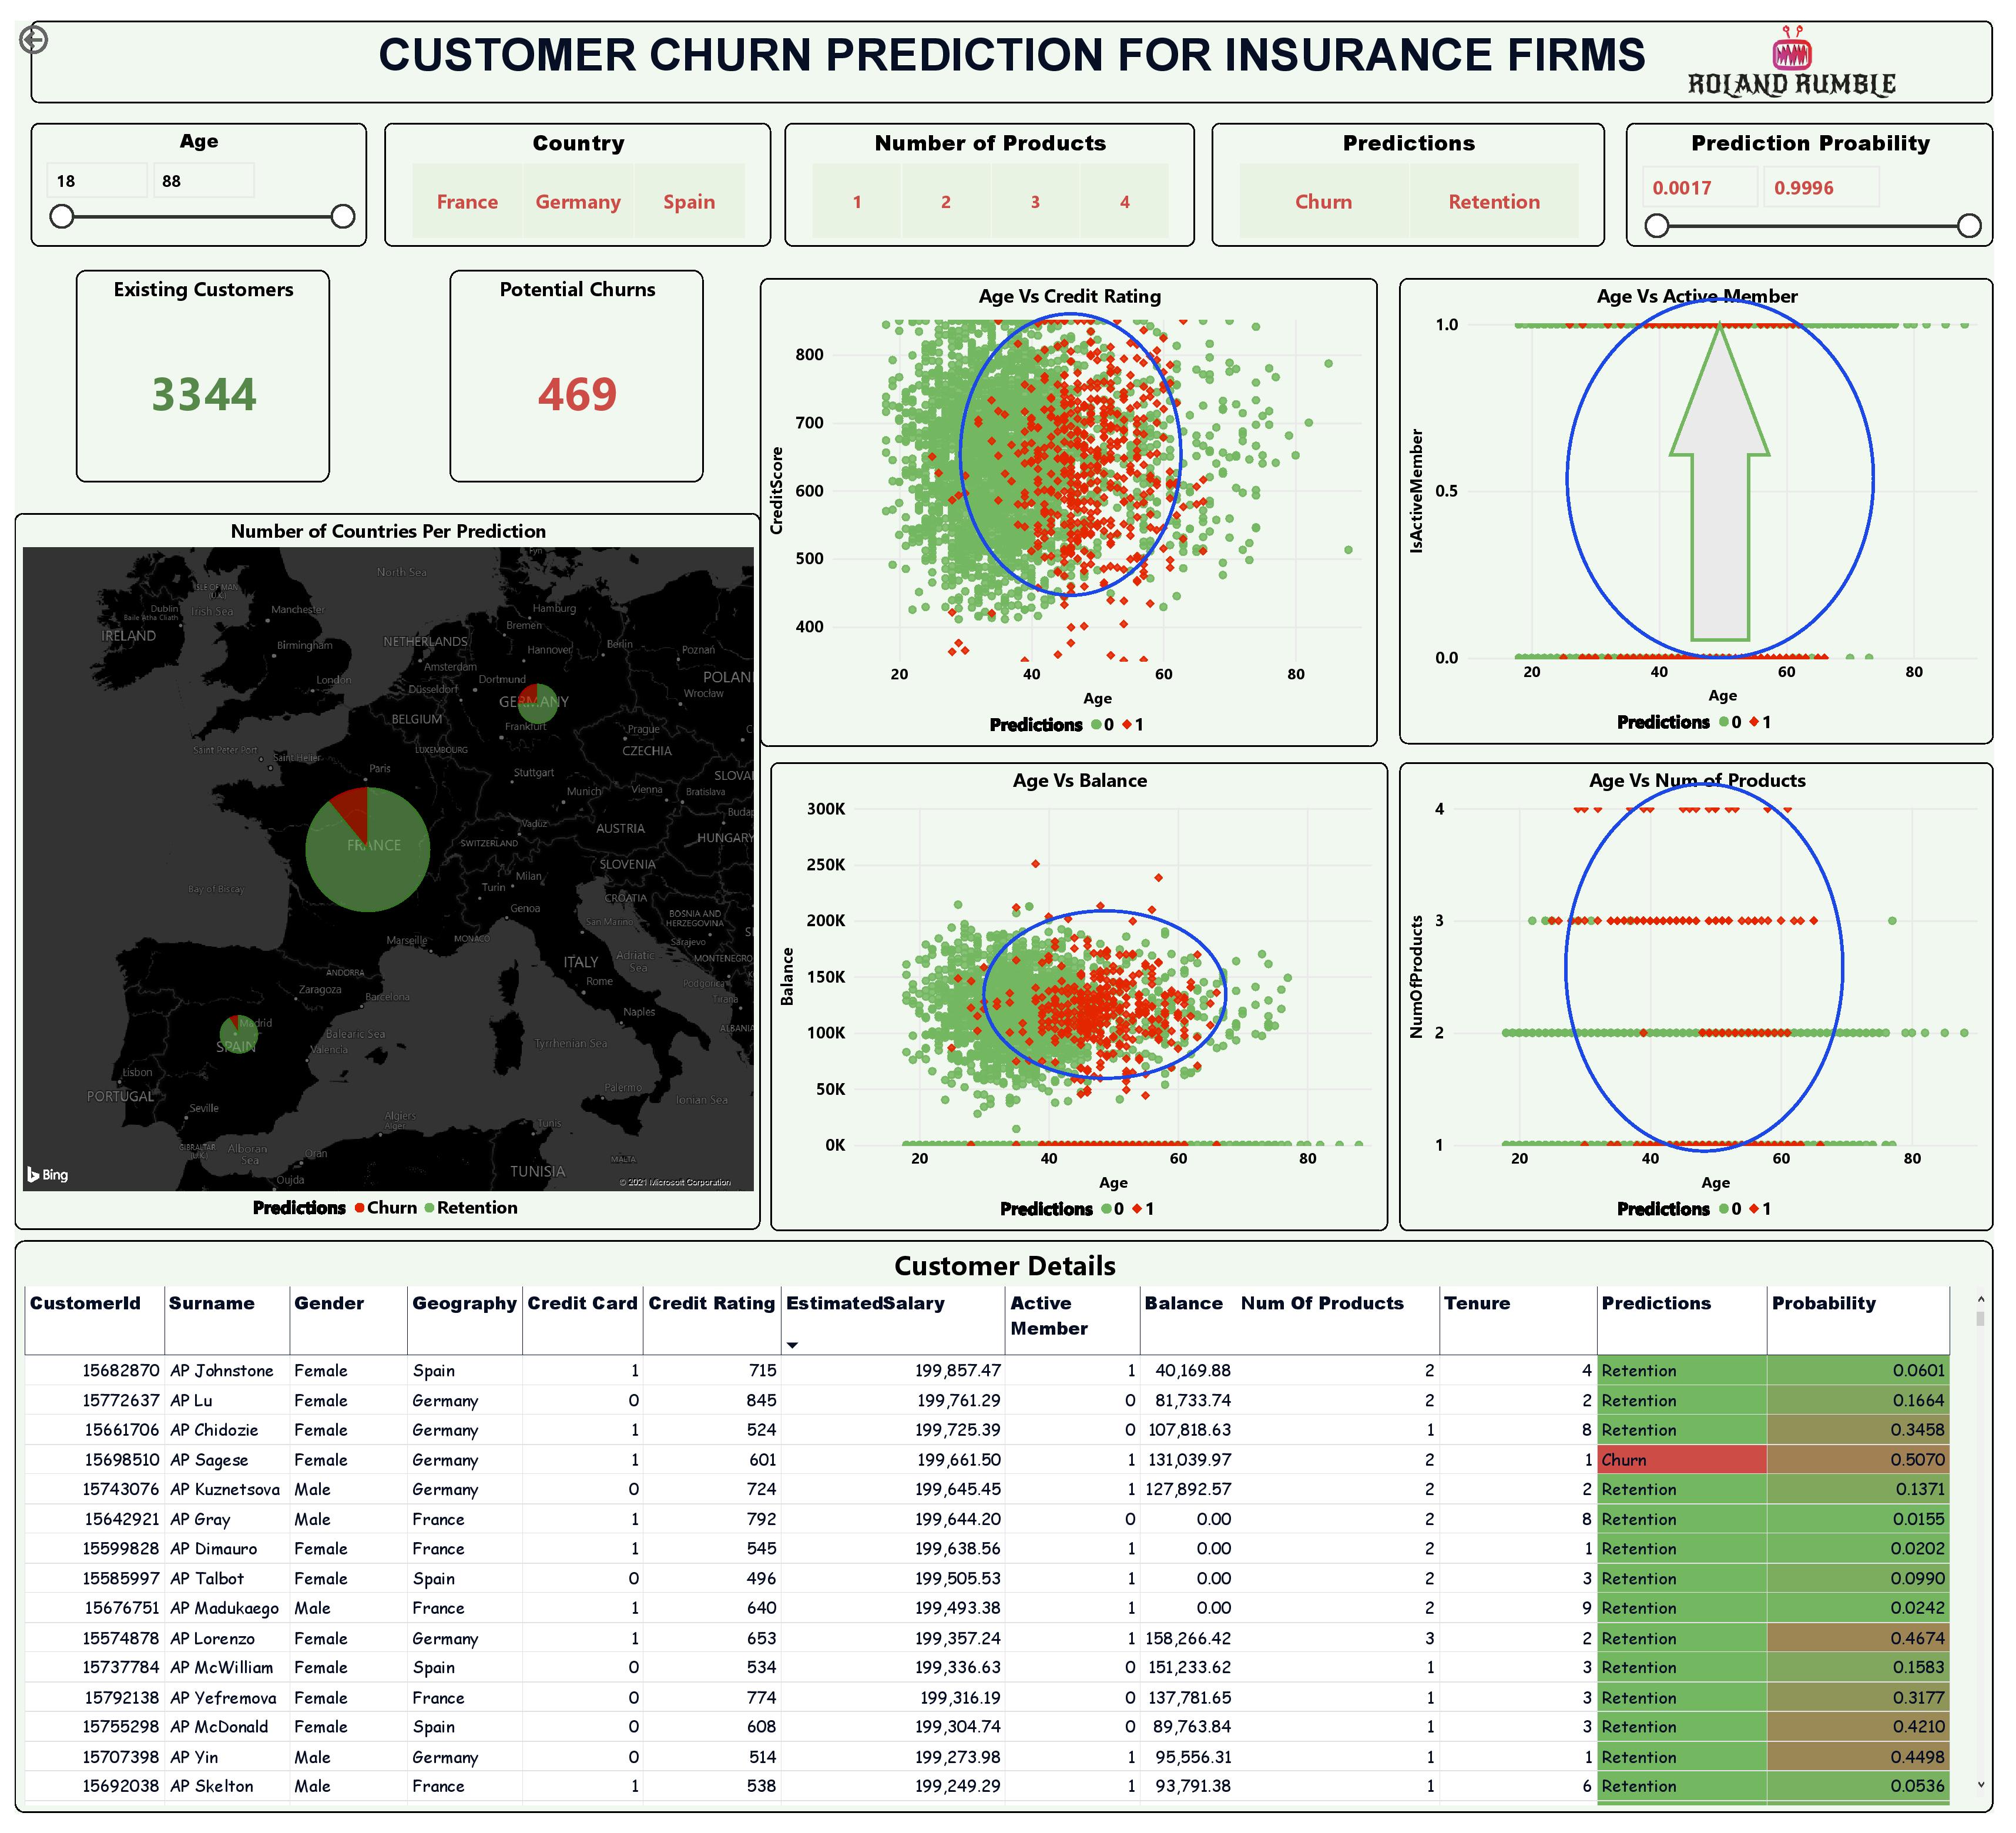 CUSTOMER CHURN PREDICTION FOR INSURANCE FIRMS
ROLAND RUMBLE
Age
18 88
Country
France Germany Spain
Number of Products
1 2 3 4
Predictions
Churn Retention
Prediction Proability
0.0017 0.9996
Existing Customers
3344
Potential Churns
469
Number of Countries Per Prediction
Fyn
North Sea
ISLE OF MAN
(U.K.)
Irish Sea
Dublin
Baile Átha Cliath
IRELAND
Manchester
Birmingham
London
Hamburg
Bremen
NETHERLANDS
Hannover
Berlin
Poznań
Amsterdam
POLAN
Düsseldorf
Dortmund
Wrocław
GERMANY
BELGIUM
Frankfurt
Prague
CZECHIA
LUXEMBOURG
Saint Peter Port
Saint Helier
Paris
Stuttgart
SLOVA
Munich
Vienna
Bratislava
Budap
Vaduz
AUSTRIA
HUNGARY
FRANCE
SWITZERLAND
SLOVENIA
Milan
Turin
CROATIA
Bay of Biscay
Genoa
San Marino
BOSNIA AND
HERZEGOVINA
Marseille
MONACO
Sarajevo
ITALY
Adriatic
Sea
MONTENEGRO
ANDORRA
Zaragoza
Barcelona
Rome
Podgorica
Tirana
Madrid
Naples
SPAIN
Balearic Sea
Valencia
ALBANIA
Tyrrhenian Sea
Lisbon
PORTUGAL
Palermo
Ionian Sea
Seville
Algiers
Alger
Tunis
GIBRALTAR
(U.K.)
Alboran
Sea
Oran
Oujda
TUNISIA
MALTA
Bing
© 2021 Microsoft Corporation
Predictions Churn Retention
Age Vs Credit Rating
CreditScore
800
700
600
500
400
20 40 60 80
Age
Predictions 0 1
Age Vs Active Member
IsActiveMember
1.0
0.5
0.0
20 40 60 80
Age
Predictions 0 1
Age Vs Balance
Balance
300K
250K
200K
150K
100K
50K
0K
20 40 60 80
Age
Predictions 0 1
Age Vs Num of Products
NumOfProducts
4
3
2
1
20 40 60 80
Age
Predictions 0 1
Customer Details
CustomerId Surname Gender Geography Credit Card Credit Rating EstimatedSalary Active Member Balance Num Of Products Tenure Predictions Probability
15682870 AP Johnstone Female Spain 1 715 199,857.47 1 40,169.88 2 4 Retention 0.0601
15772637 AP Lu Female Germany 0 845 199,761.29 0 81,733.74 2 2 Retention 0.1664
15661706 AP Chidozie Female Germany 1 524 199,725.39 0 107,818.63 1 8 Retention 0.3458
15698510 AP Sagese Female Germany 1 601 199,661.50 1 131,039.97 2 1 Churn 0.5070
15743076 AP Kuznetsova Male Germany 0 724 199,645.45 1 127,892.57 2 2 Retention 0.1371
15642921 AP Gray Male France 1 792 199,644.20 0 0.00 2 8 Retention 0.0155
15599828 AP Dimauro Female France 1 545 199,638.56 1 0.00 2 1 Retention 0.0202
15585997 AP Talbot Female Spain 0 496 199,505.53 1 0.00 2 3 Retention 0.0990
15676751 AP Madukaego Male France 1 640 199,493.38 1 0.00 2 9 Retention 0.0242
15574878 AP Lorenzo Female Germany 1 653 199,357.24 1 158,266.42 3 2 Retention 0.4674
15737784 AP McWilliam Female Spain 0 534 199,336.63 0 151,233.62 1 3 Retention 0.1583
15792138 AP Yefremova Female France 0 774 199,316.19 0 137,781.65 1 3 Retention 0.3177
15755298 AP McDonald Female Spain 0 608 199,304.74 0 89,763.84 1 3 Retention 0.4210
15707398 AP Yin Male Germany 0 514 199,273.98 1 95,556.31 1 1 Retention 0.4498
15692038 AP Skelton Male France 1 538 199,249.29 1 93,791.38 1 6 Retention 0.0536